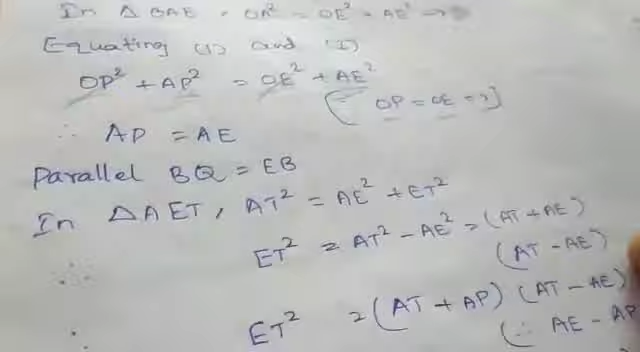 In △ OAE, OA² = OE² + AE² →
Equating (1) and (I)
OP² + AP² = OE² + AE²
[∵ OP = OE = r]
∴ AP = AE
Parallel BQ = EB
In △AET, AT² = AE² + ET²
∴ ET² = AT² - AE² = (AT + AE)
(AT - AE)
∴ ET² = (AT + AP) (AT - AE)
(∵ AE - AP